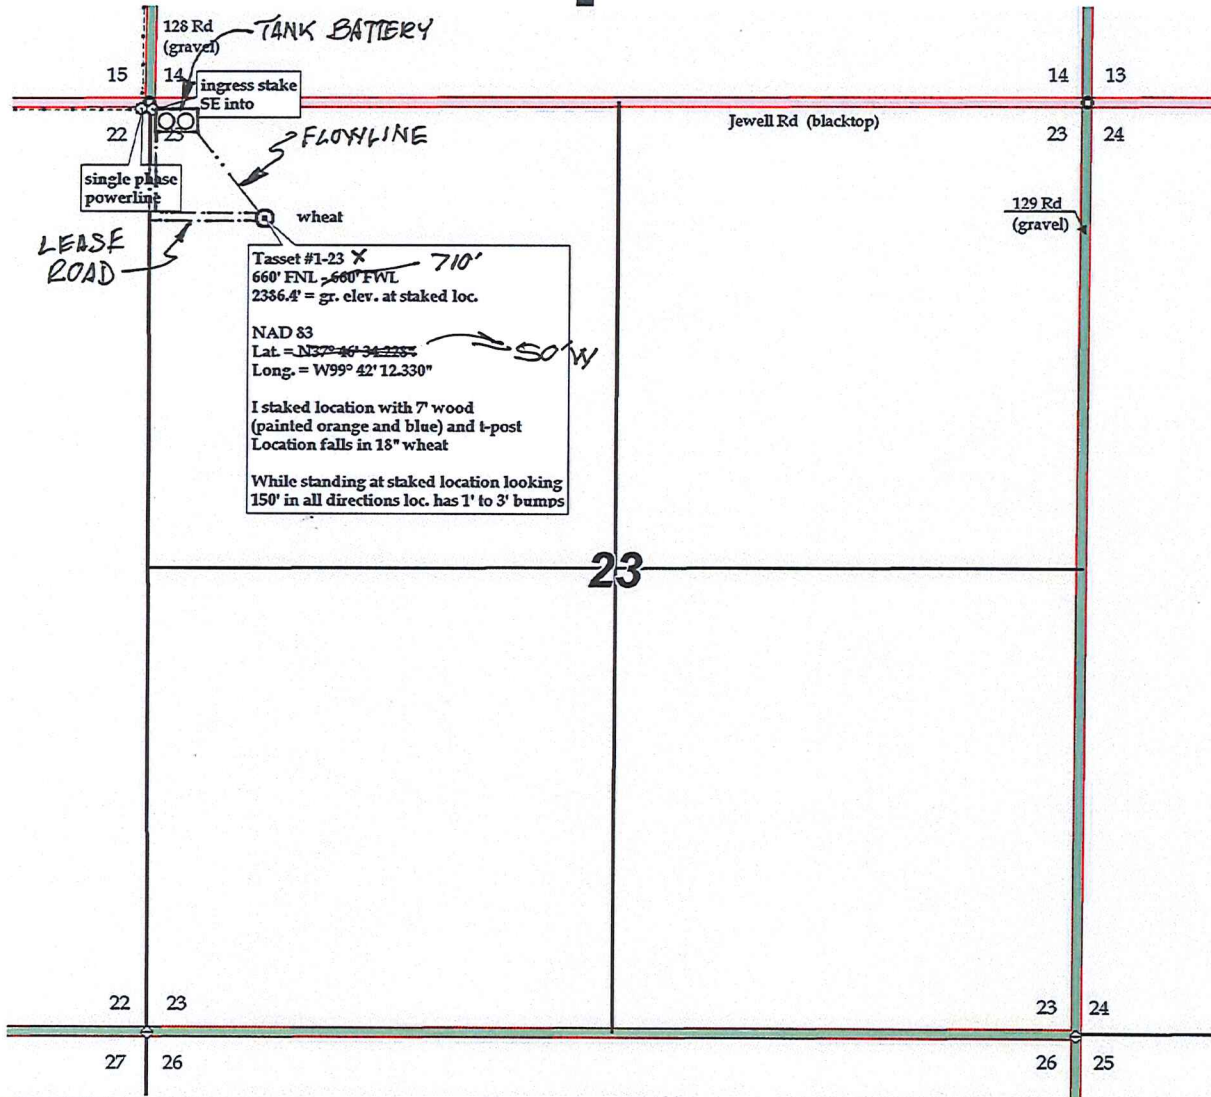 128 Rd
(gravel)
TANK BATTERY
15
14
ingress stake
SE into
14
13
22
23
Jewell Rd (blacktop)
23
24
FLOWLINE
single phase
powerline
129 Rd
(gravel)
wheat
LEASE
ROAD
Tasset #1-23 X
660' FNL - 660' FWL 710'
2386.4' = gr. elev. at staked loc.
NAD 83
Lat. = N37° 46' 34.228" 50' W
Long. = W99° 42' 12.330"
I staked location with 7' wood
(painted orange and blue) and t-post
Location falls in 18" wheat
While standing at staked location looking
150' in all directions loc. has 1' to 3' bumps
23
22
23
23
24
27
26
26
25